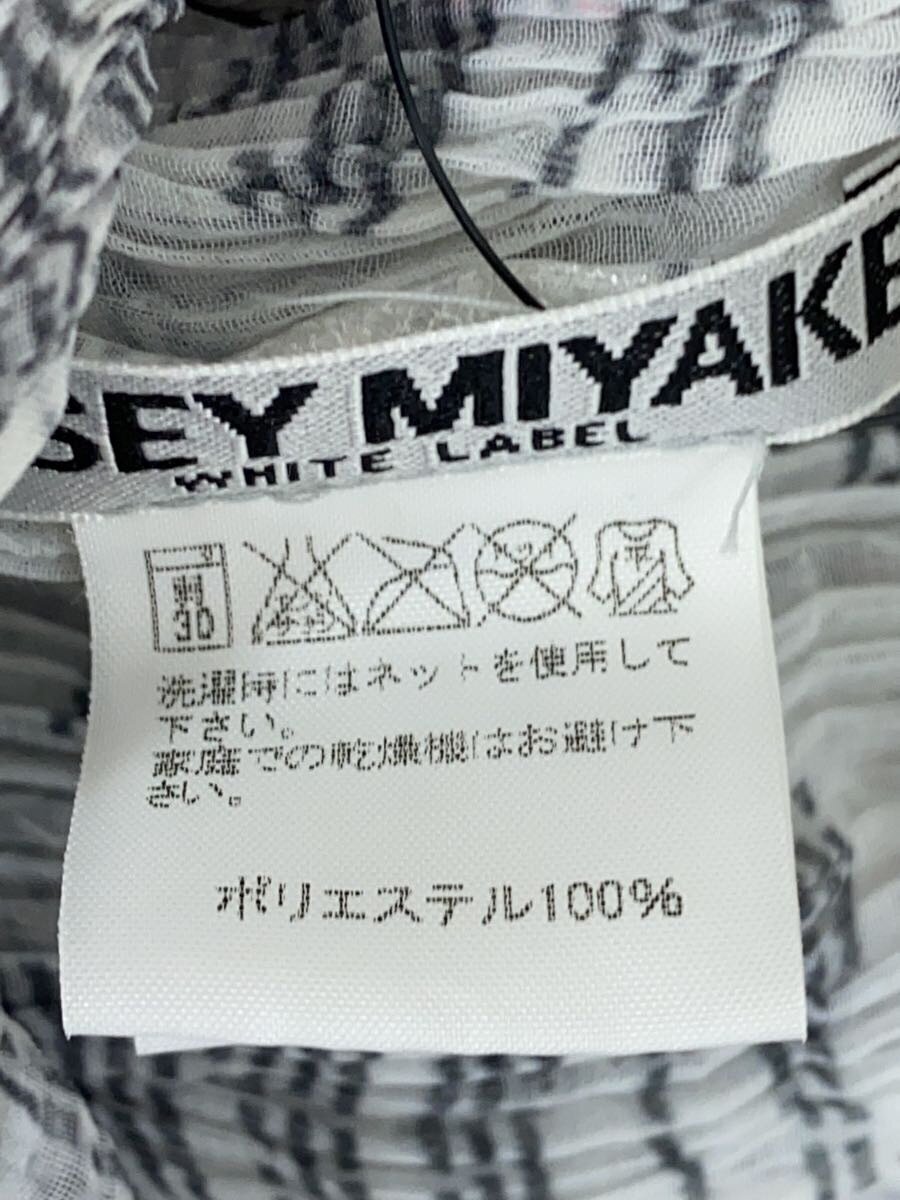 SEY MIYAKE
WHITE LABEL
弱
30
平
洗濯時にはネットを使用して
下さい。
家庭での乾燥機はお避け下
さい。
ポリエステル100%